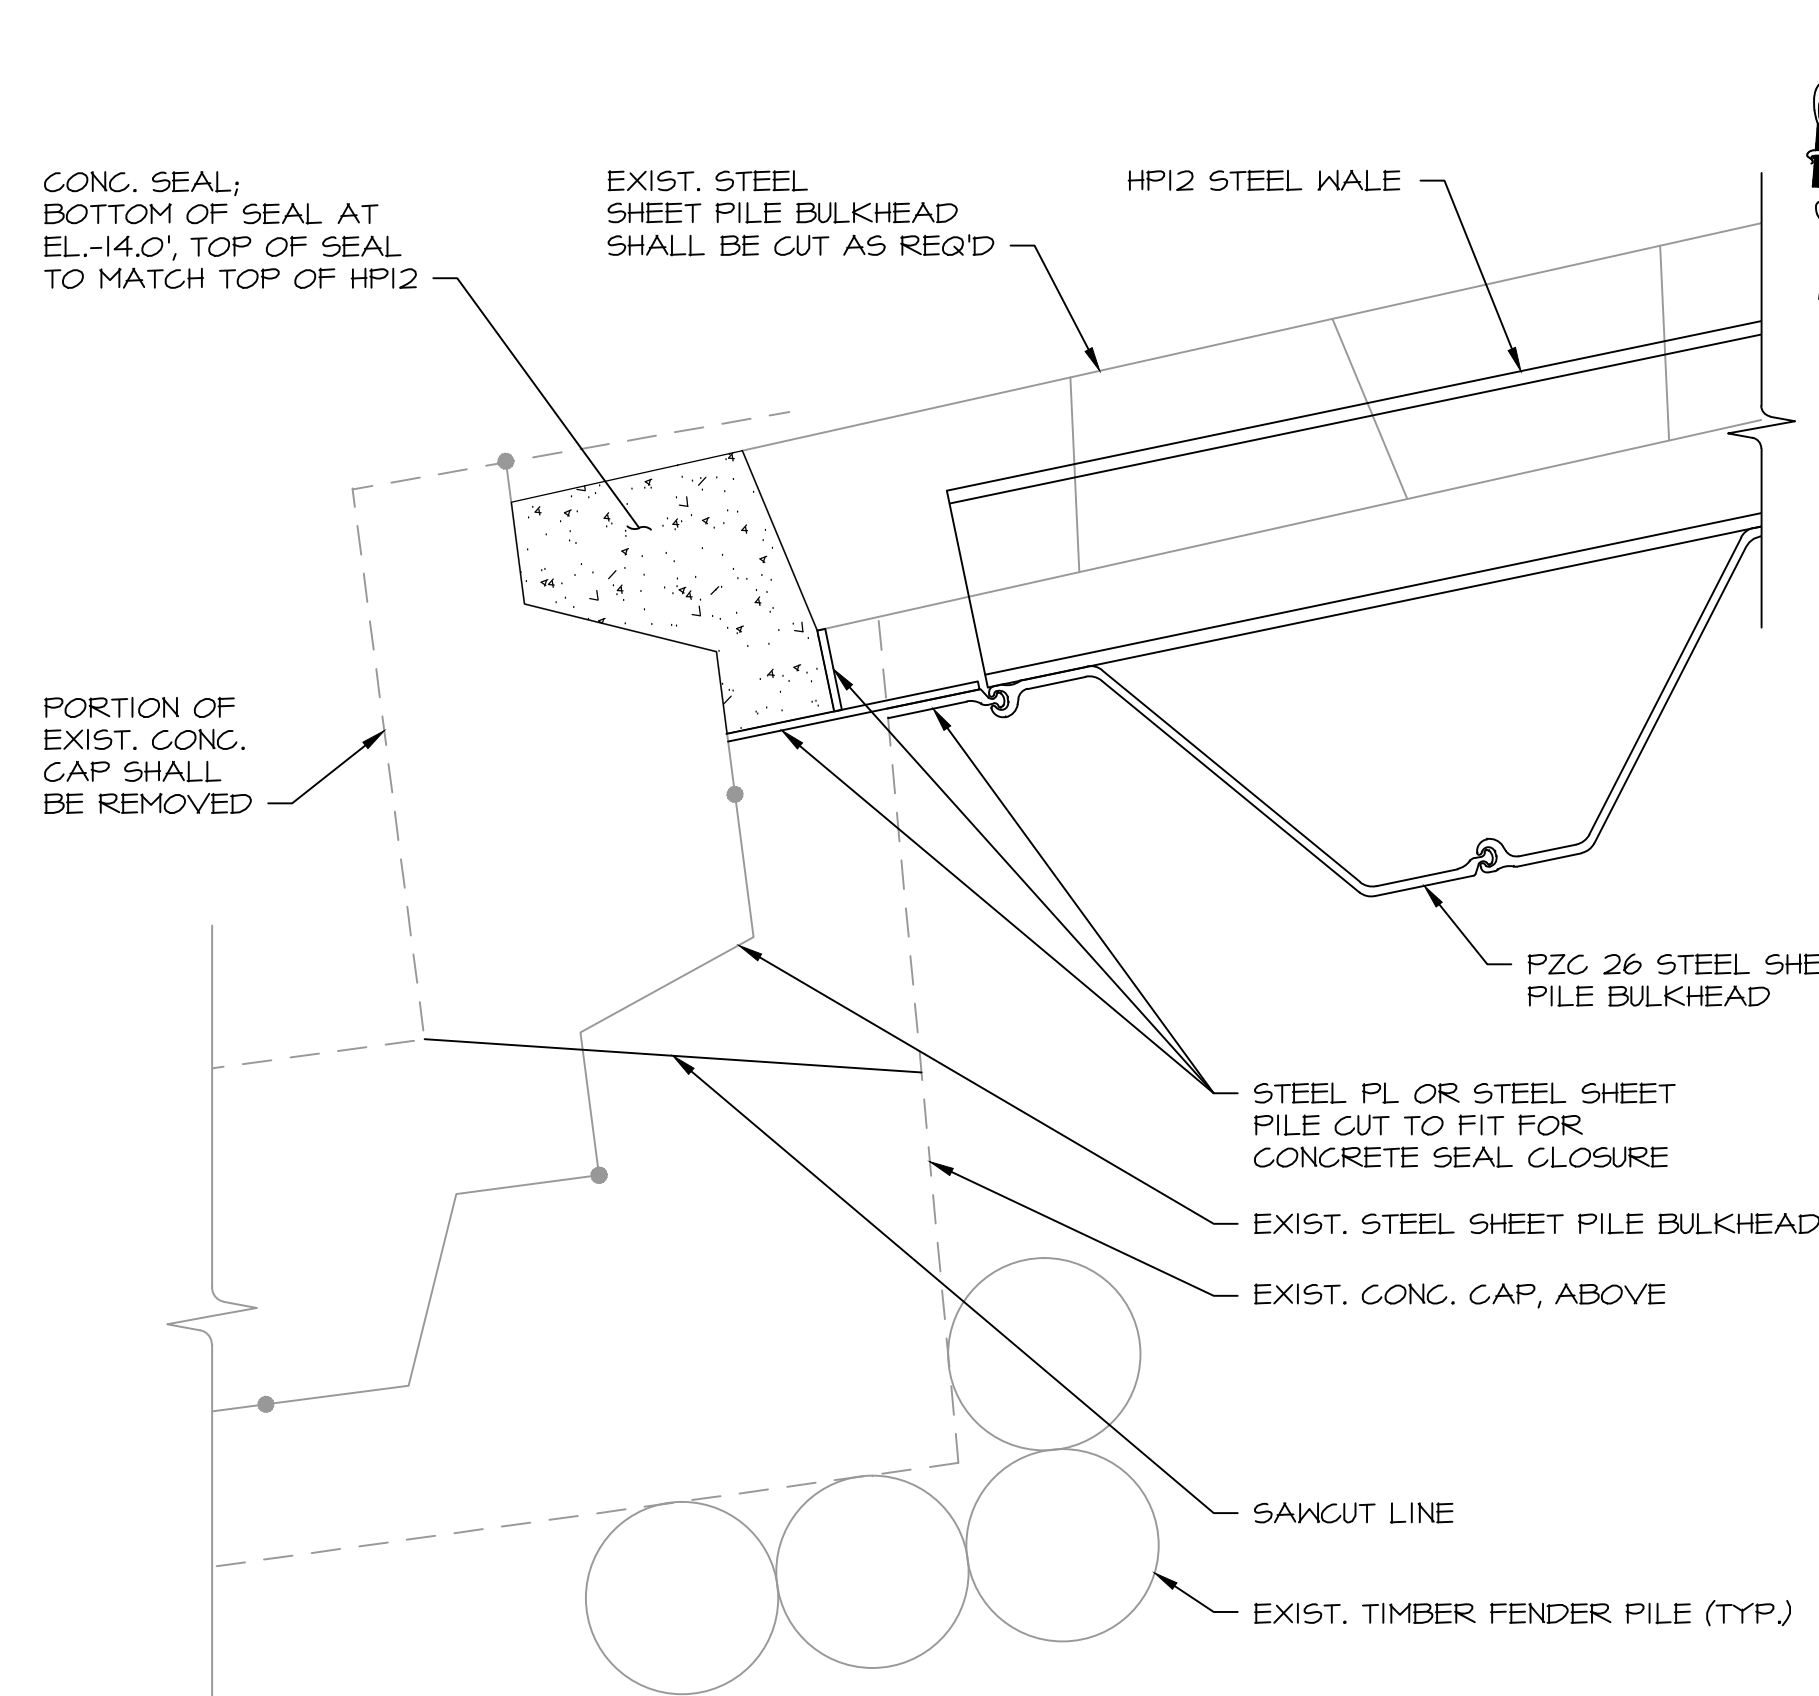 CONC. SEAL;
BOTTOM OF SEAL AT
EL.-14.0', TOP OF SEAL
TO MATCH TOP OF HP12
EXIST. STEEL
SHEET PILE BULKHEAD
SHALL BE CUT AS REQ'D
HP12 STEEL WALE
PORTION OF
EXIST. CONC.
CAP SHALL
BE REMOVED
PZC 26 STEEL SHE
PILE BULKHEAD
STEEL PL OR STEEL SHEET
PILE CUT TO FIT FOR
CONCRETE SEAL CLOSURE
EXIST. STEEL SHEET PILE BULKHEAD
EXIST. CONC. CAP, ABOVE
SAWCUT LINE
EXIST. TIMBER FENDER PILE (TYP.)